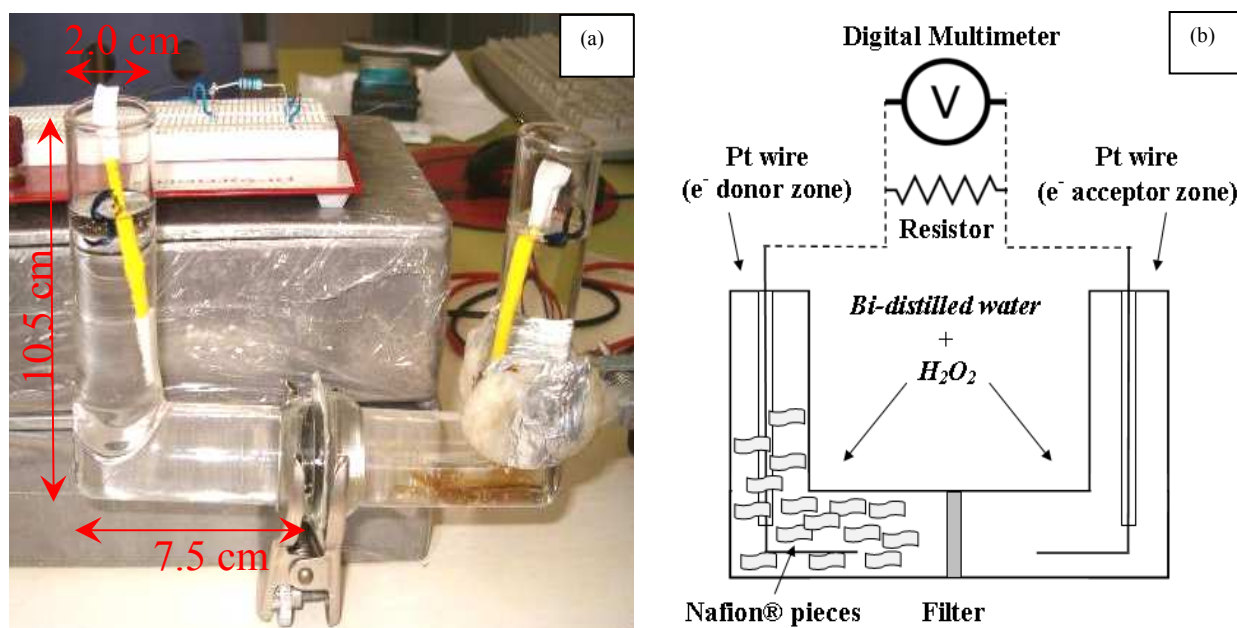 (a)
2.0 cm
10.5 cm
7.5 cm
(b)
Digital Multimeter
V
Pt wire
(e⁻ donor zone)
Pt wire
(e⁻ acceptor zone)
Resistor
Bi-distilled water
+
H₂O₂
Nafion® pieces
Filter